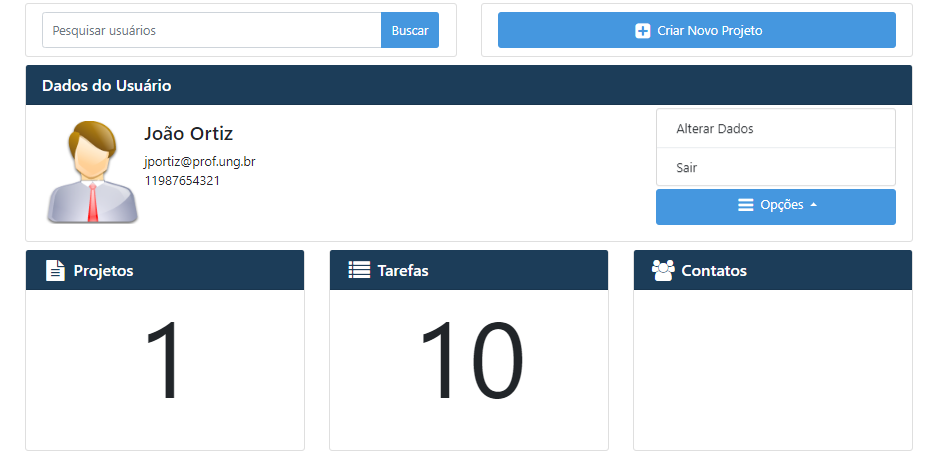 Pesquisar usuários
Buscar
Criar Novo Projeto
Dados do Usuário
João Ortiz
jportiz@prof.ung.br
11987654321
Alterar Dados
Sair
Opções
Projetos
Tarefas
Contatos
1
10